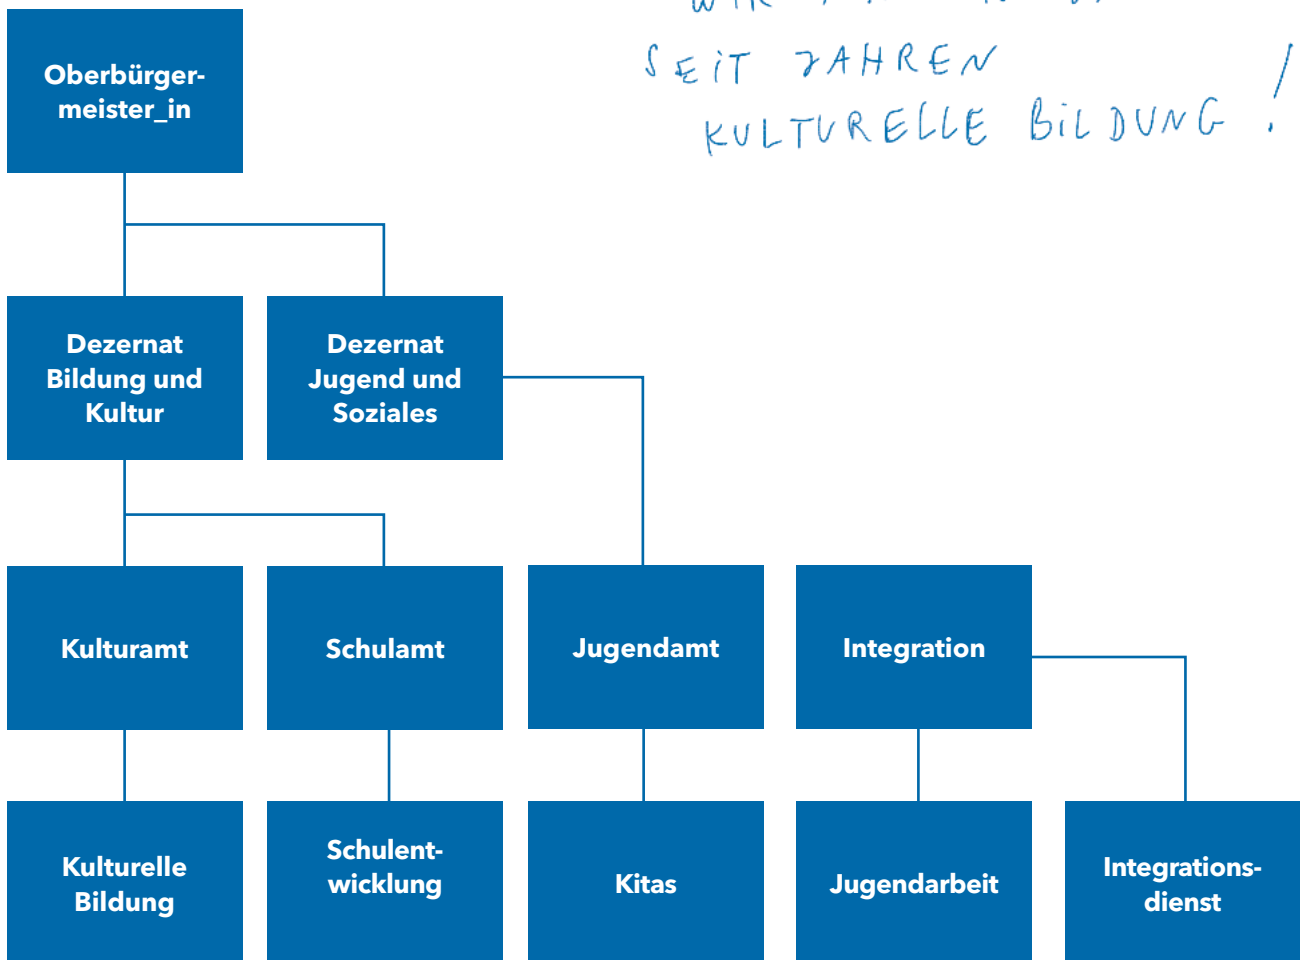 WIR
SEIT JAHREN
KULTURELLE BILDUNG!
Oberbürger-
meister_in
Dezernat
Bildung und
Kultur
Dezernat
Jugend und
Soziales
Kulturamt
Schulamt
Jugendamt
Integration
Kulturelle
Bildung
Schulent-
wicklung
Kitas
Jugendarbeit
Integrations-
dienst